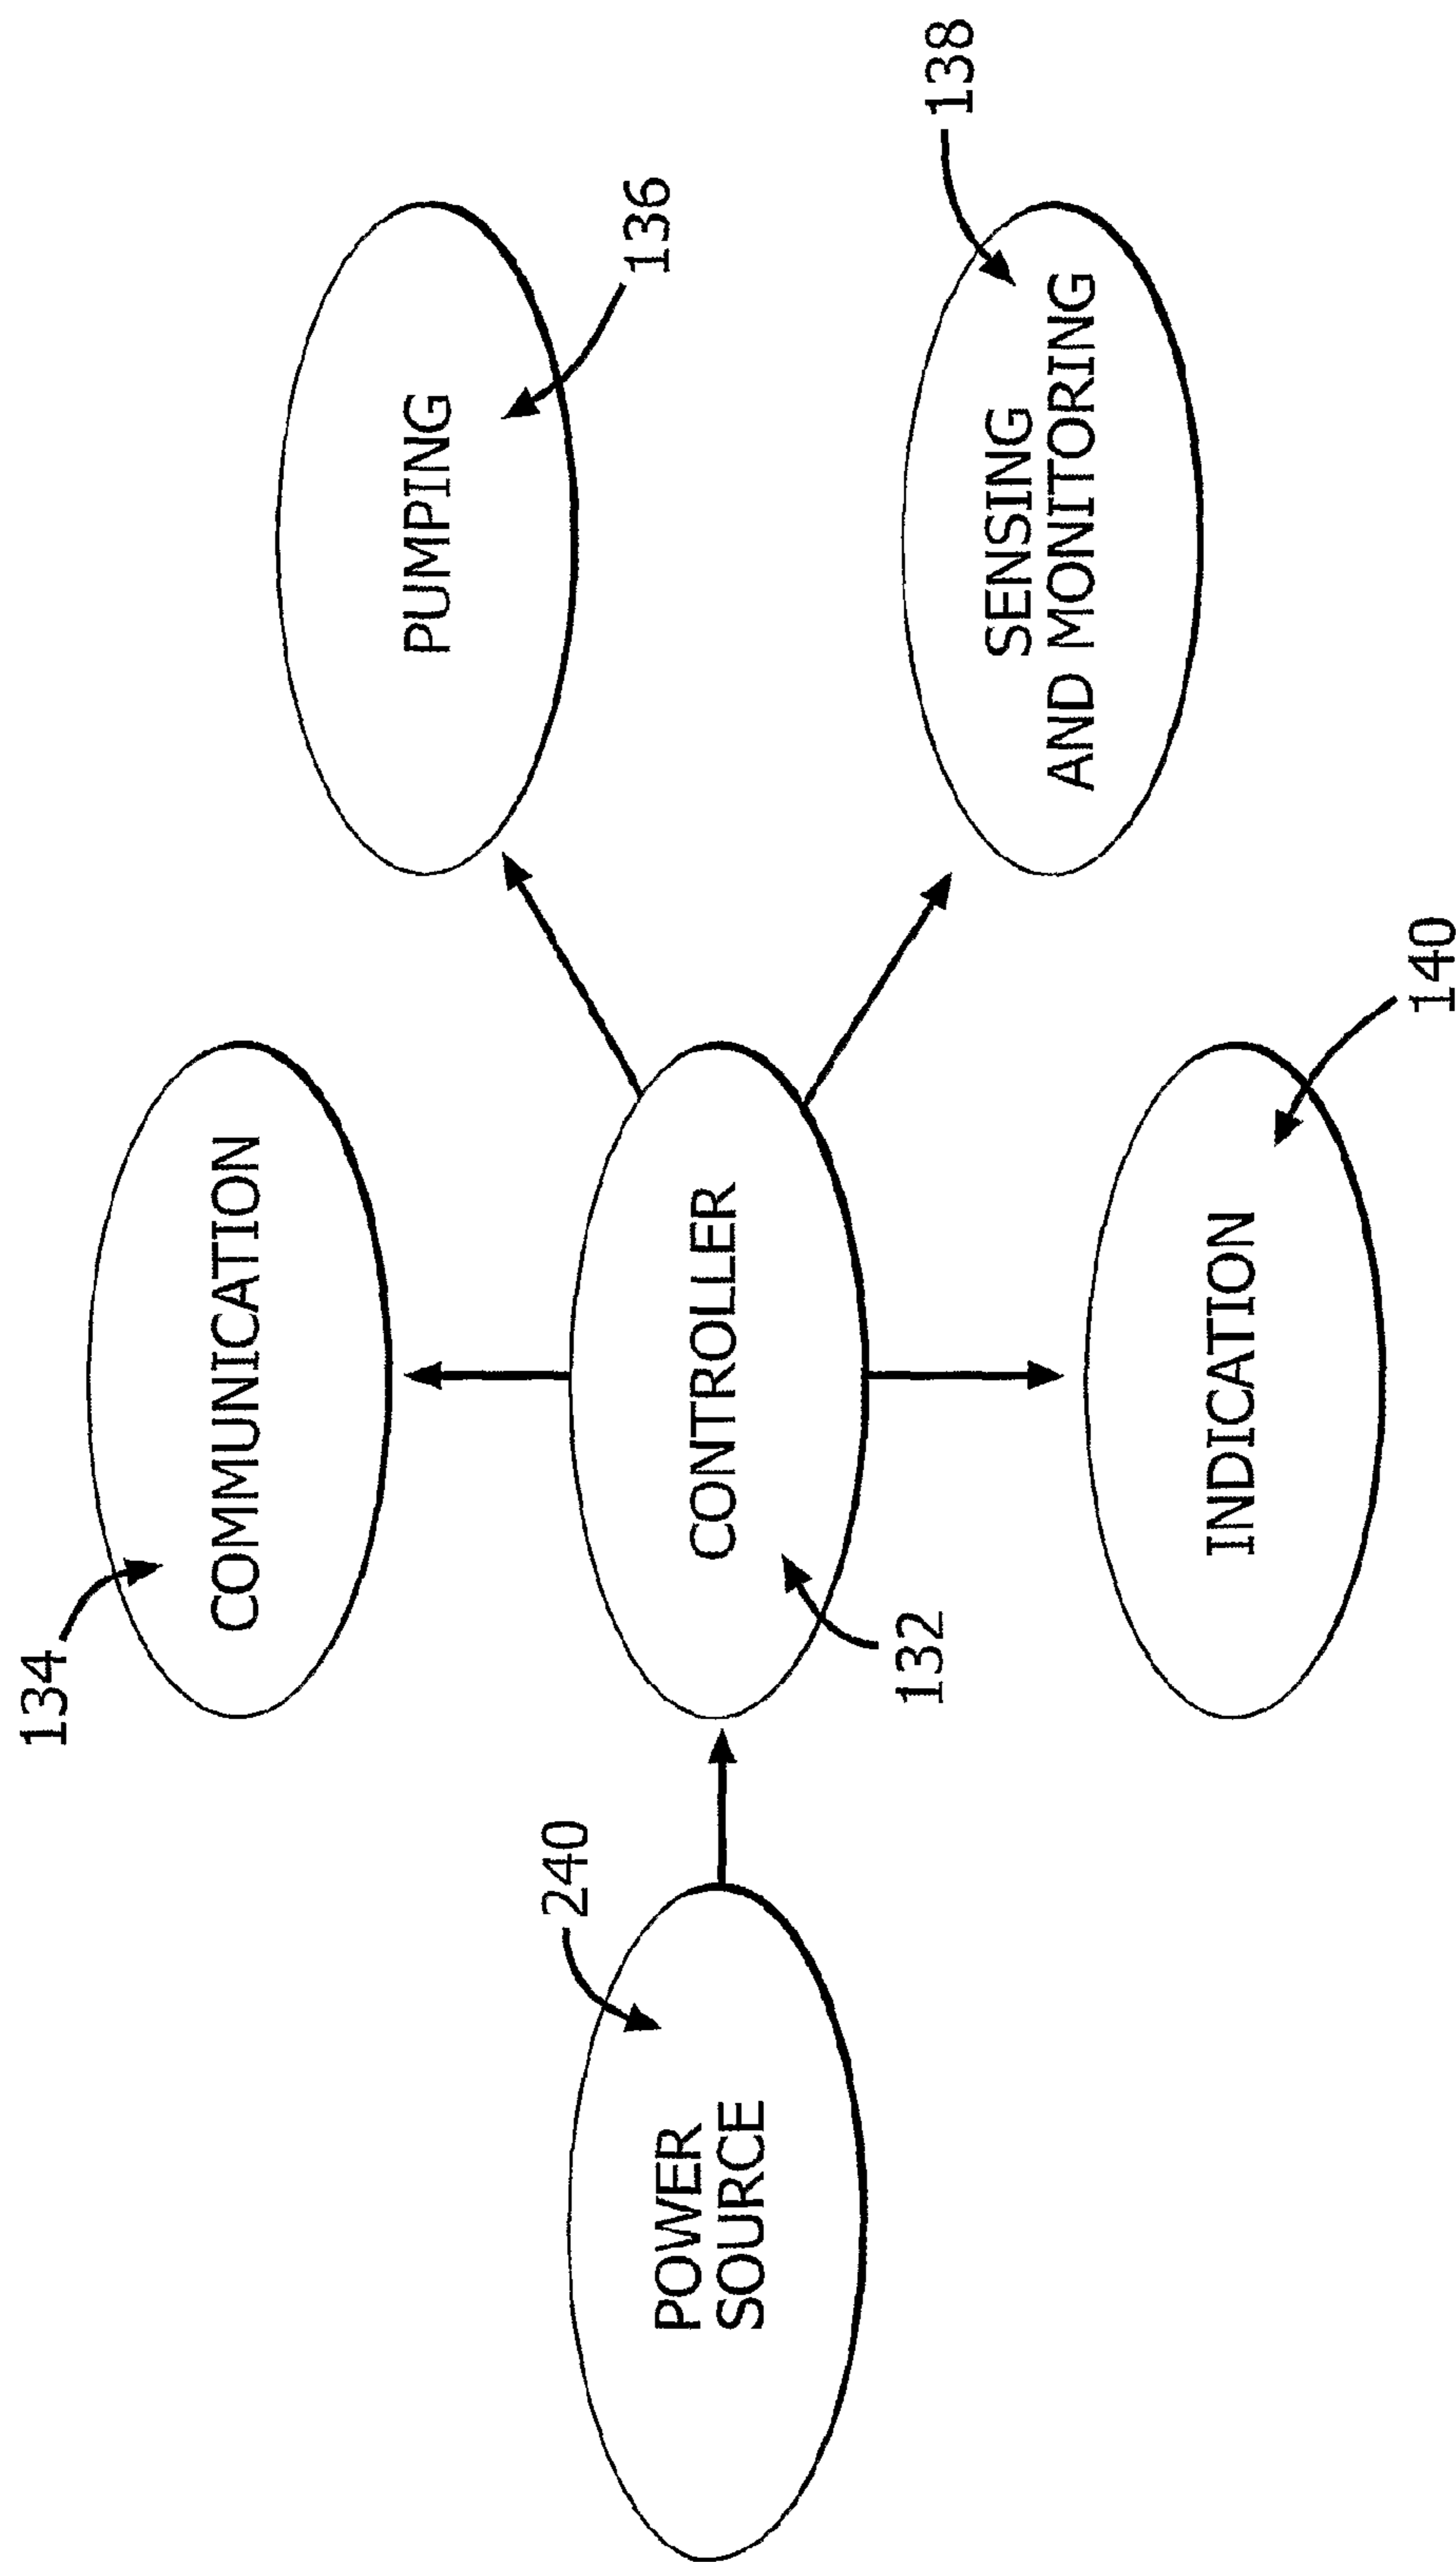 134
COMMUNICATION
PUMPING
136
240
POWER
SOURCE
CONTROLLER
132
138
SENSING
AND MONITORING
INDICATION
140